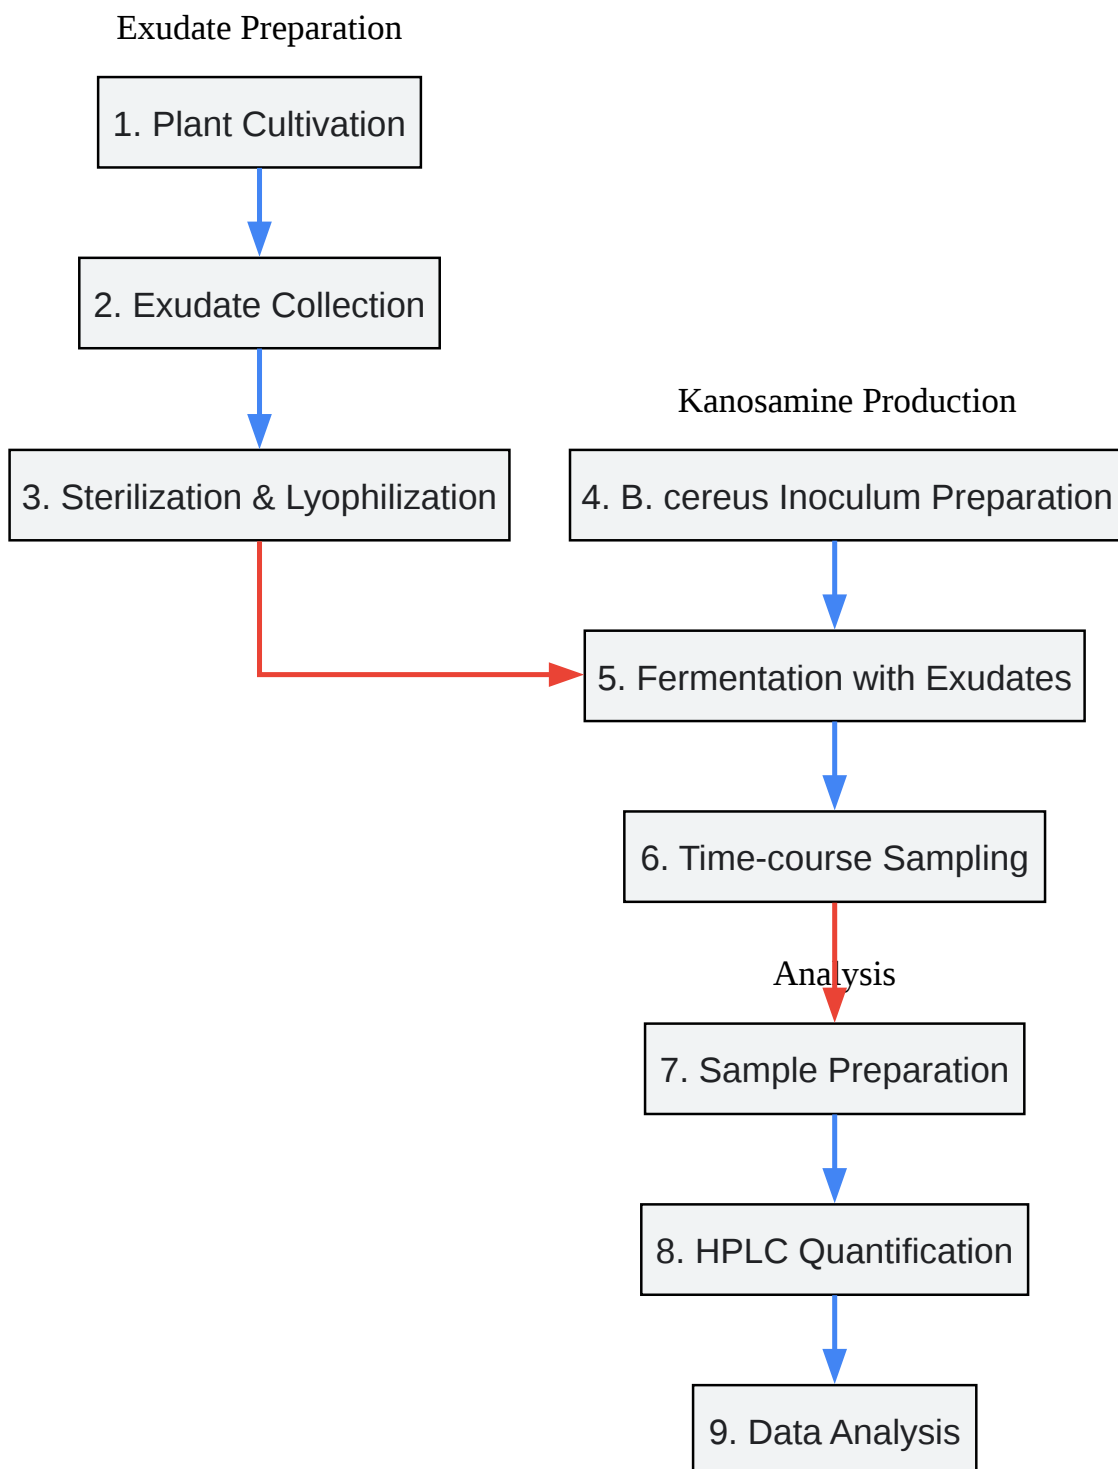 Exudate Preparation
1. Plant Cultivation
2. Exudate Collection
3. Sterilization & Lyophilization
Kanosamine Production
4. B. cereus Inoculum Preparation
5. Fermentation with Exudates
6. Time-course Sampling
Analysis
7. Sample Preparation
8. HPLC Quantification
9. Data Analysis